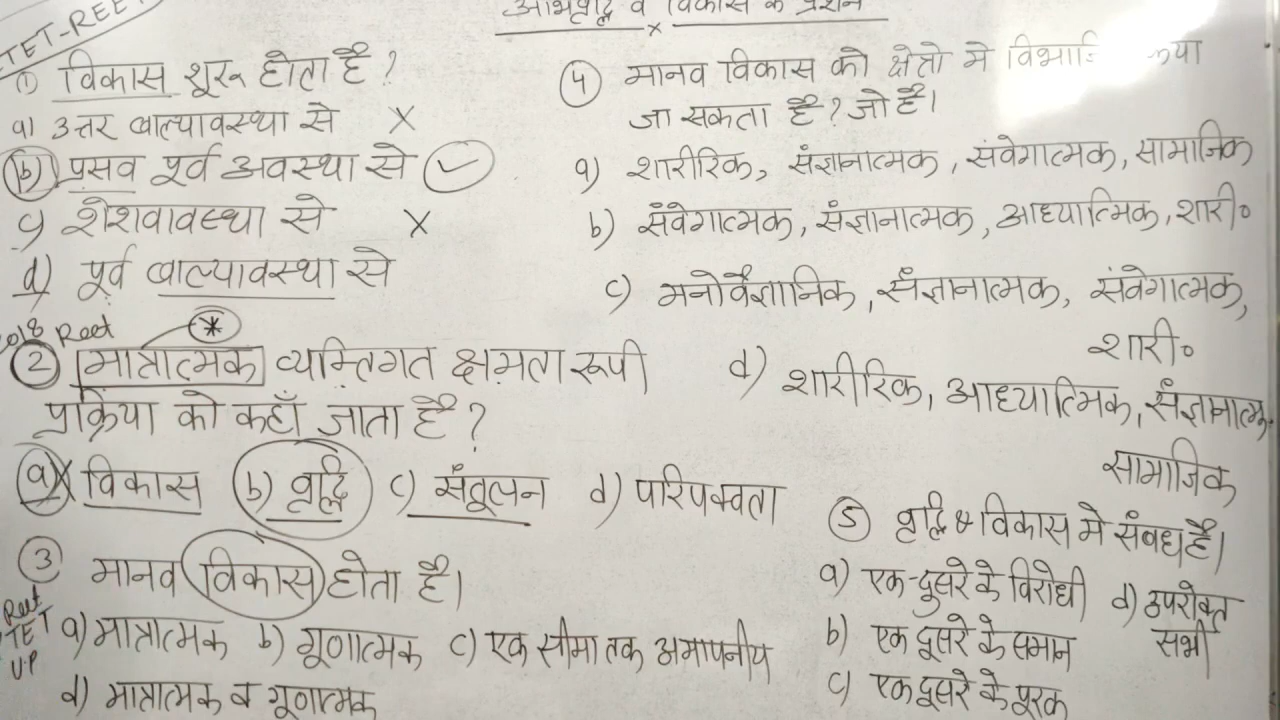 TET-REET
अभिवृद्धि व विकास के प्रशन
① विकास शूरू होता है ?
a) उत्तर बाल्यावस्था से ×
(b) प्रसव पूर्व अवस्था से ✓
c) शेशवावस्था से ×
d) पूर्व बाल्यावस्था से
2018 Reet *
② मात्रात्मक व्यक्तिगत क्षमता रूपी
प्रक्रिया को कहाँ जाता है ?
a) विकास b) वृद्धि c) संतूलन d) परिपक्वता
③ मानव विकास होता है।
Reet
TET
UP
a) मात्रात्मक b) गूणात्मक c) एक सीमा तक अमापनीय
d) मात्रात्मक व गूणात्मक
④ मानव विकास को क्षेत्रो मे
जा सकता है ? जो है।
a) शारीरिक, संज्ञानात्मक, संवेगात्मक, सामाजिक
b) संवेगात्मक, संज्ञानात्मक, आध्यात्मिक, शारी॰
c) मनोवैज्ञानिक, संज्ञानात्मक, संवेगात्मक,
शारी॰
d) शारीरिक, आध्यात्मिक, संज्ञानात्मक,
सामाजिक
⑤ वृद्धि & विकास मे संबध है।
a) एक-दुसरे के विरोधी d) उपरोक्त
सभी
b) एक दूसरे के समान
c) एक दूसरे के पूरक